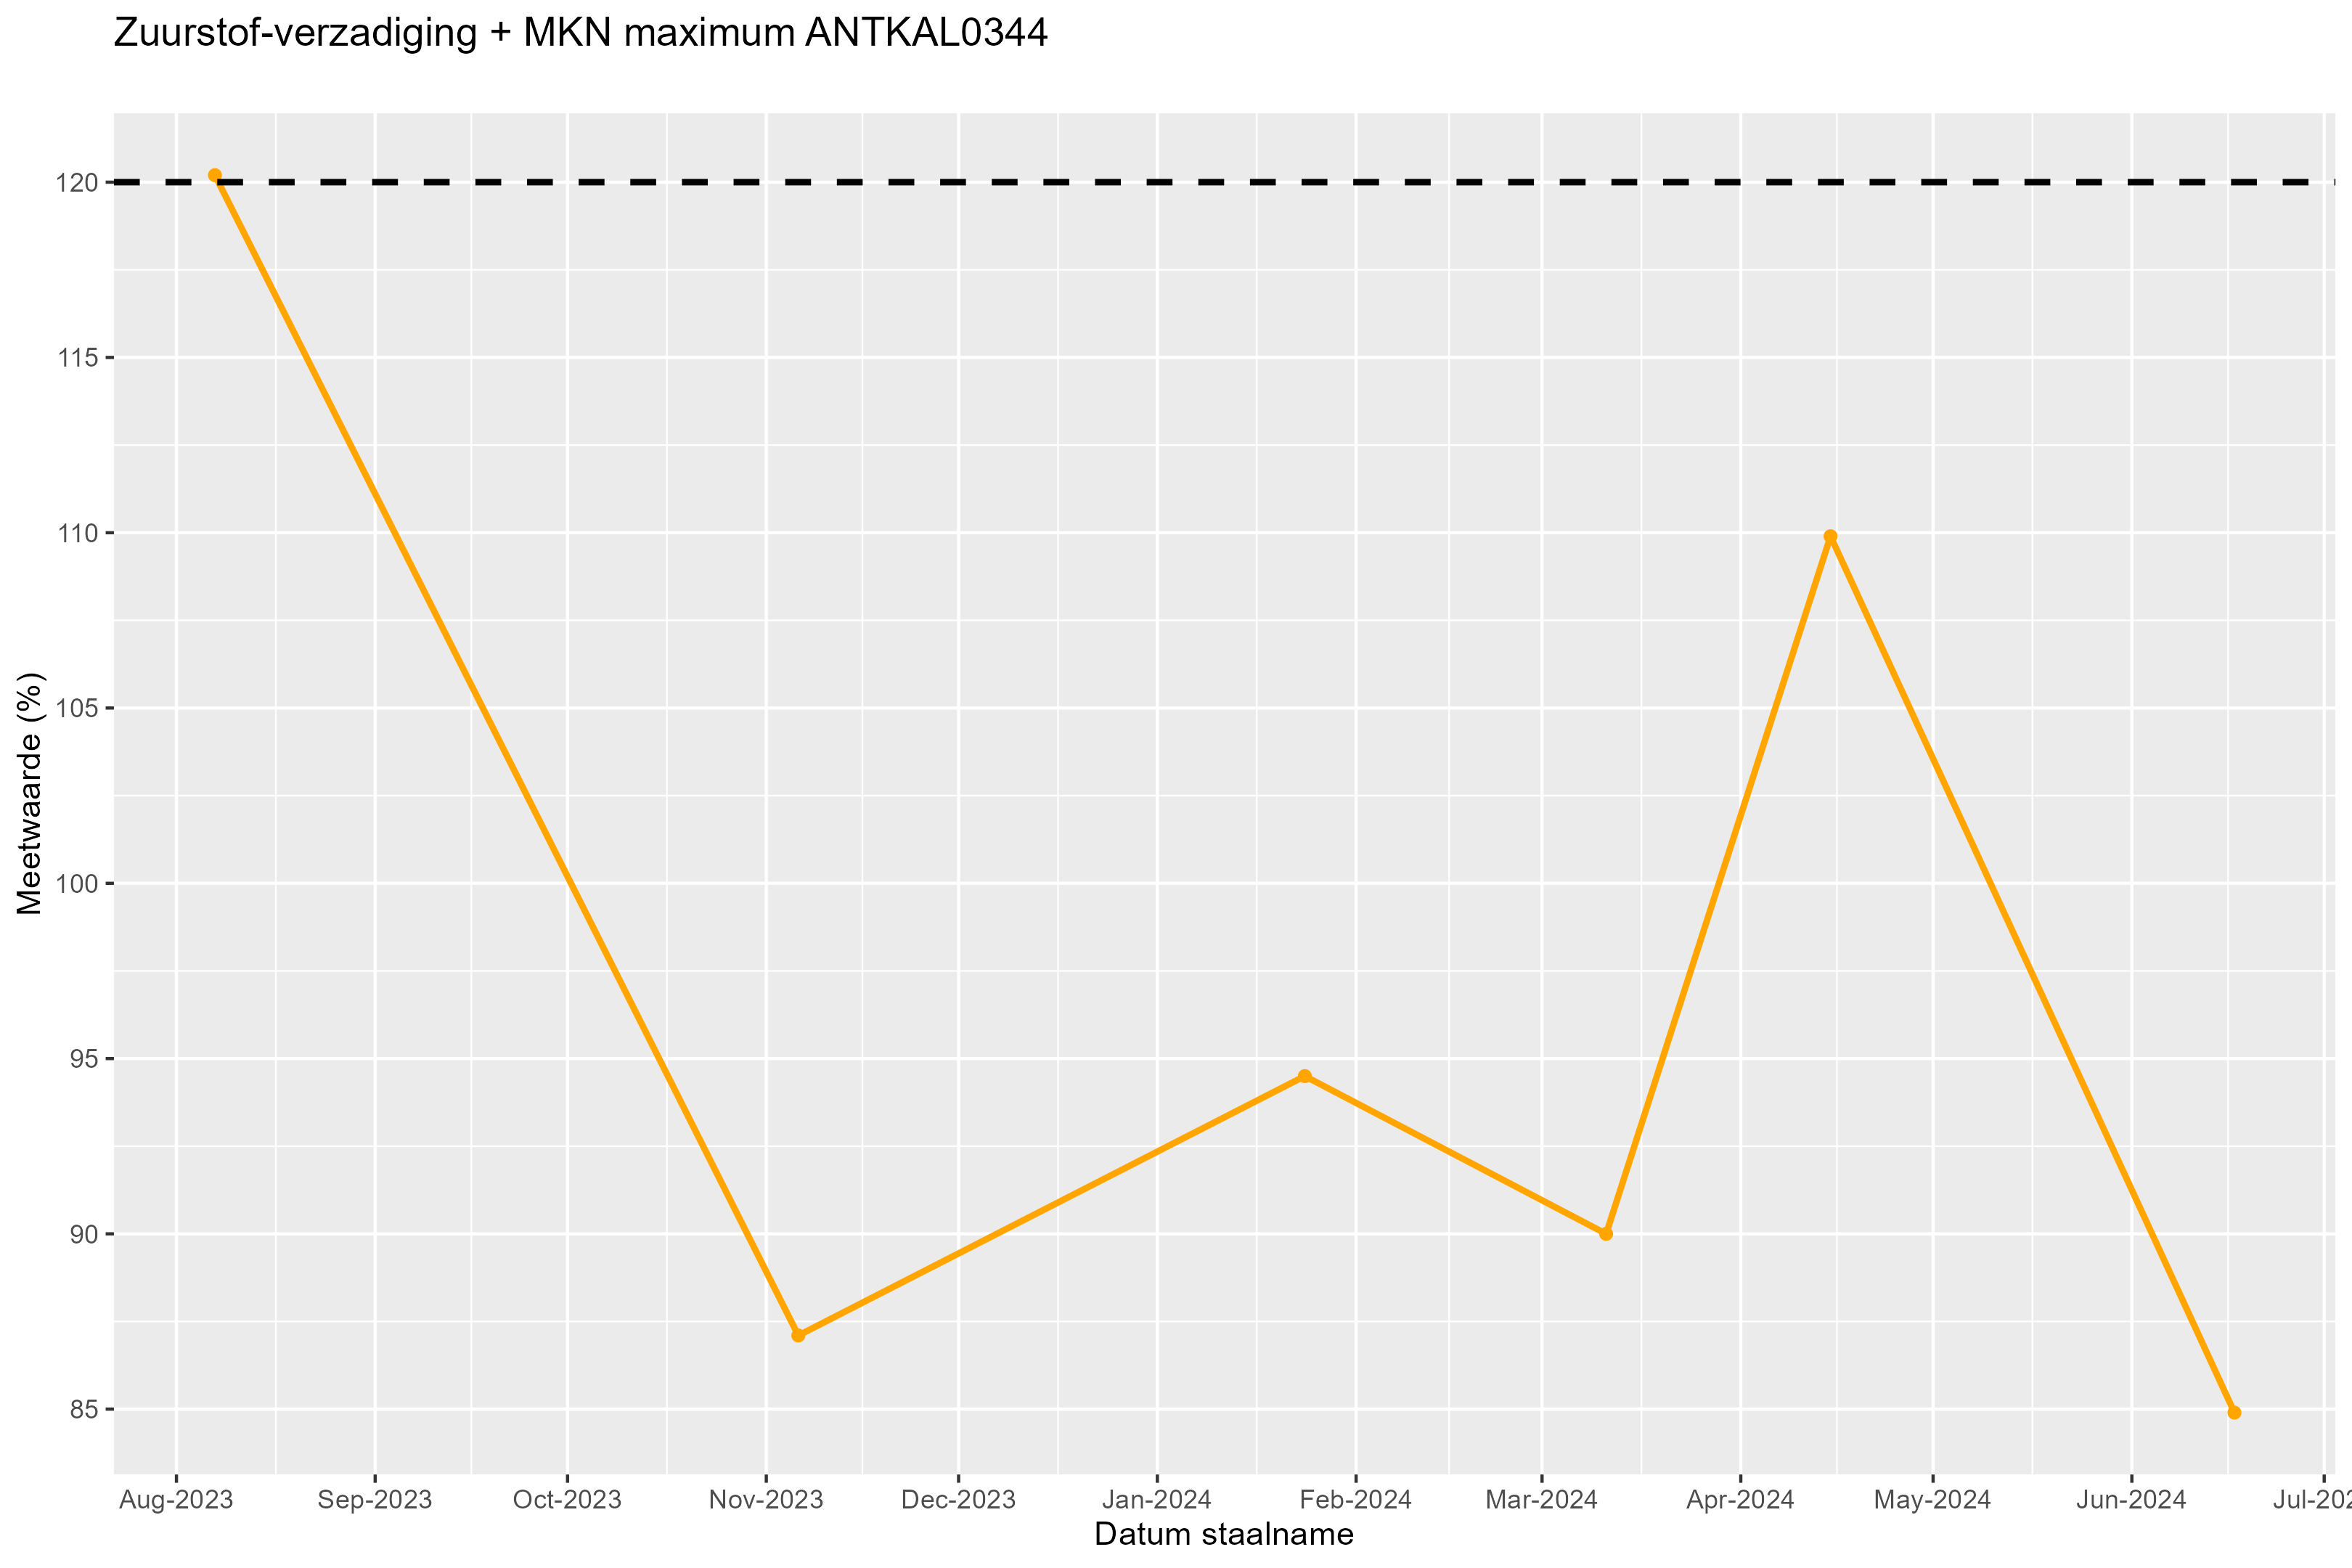 Zuurstof-verzadiging + MKN maximum ANTKAL0344
Meetwaarde (%)
120
115
110
105
100
95
90
85
Aug-2023 Sep-2023 Oct-2023 Nov-2023 Dec-2023 Jan-2024 Feb-2024 Mar-2024 Apr-2024 May-2024 Jun-2024 Jul-202
Datum staalname